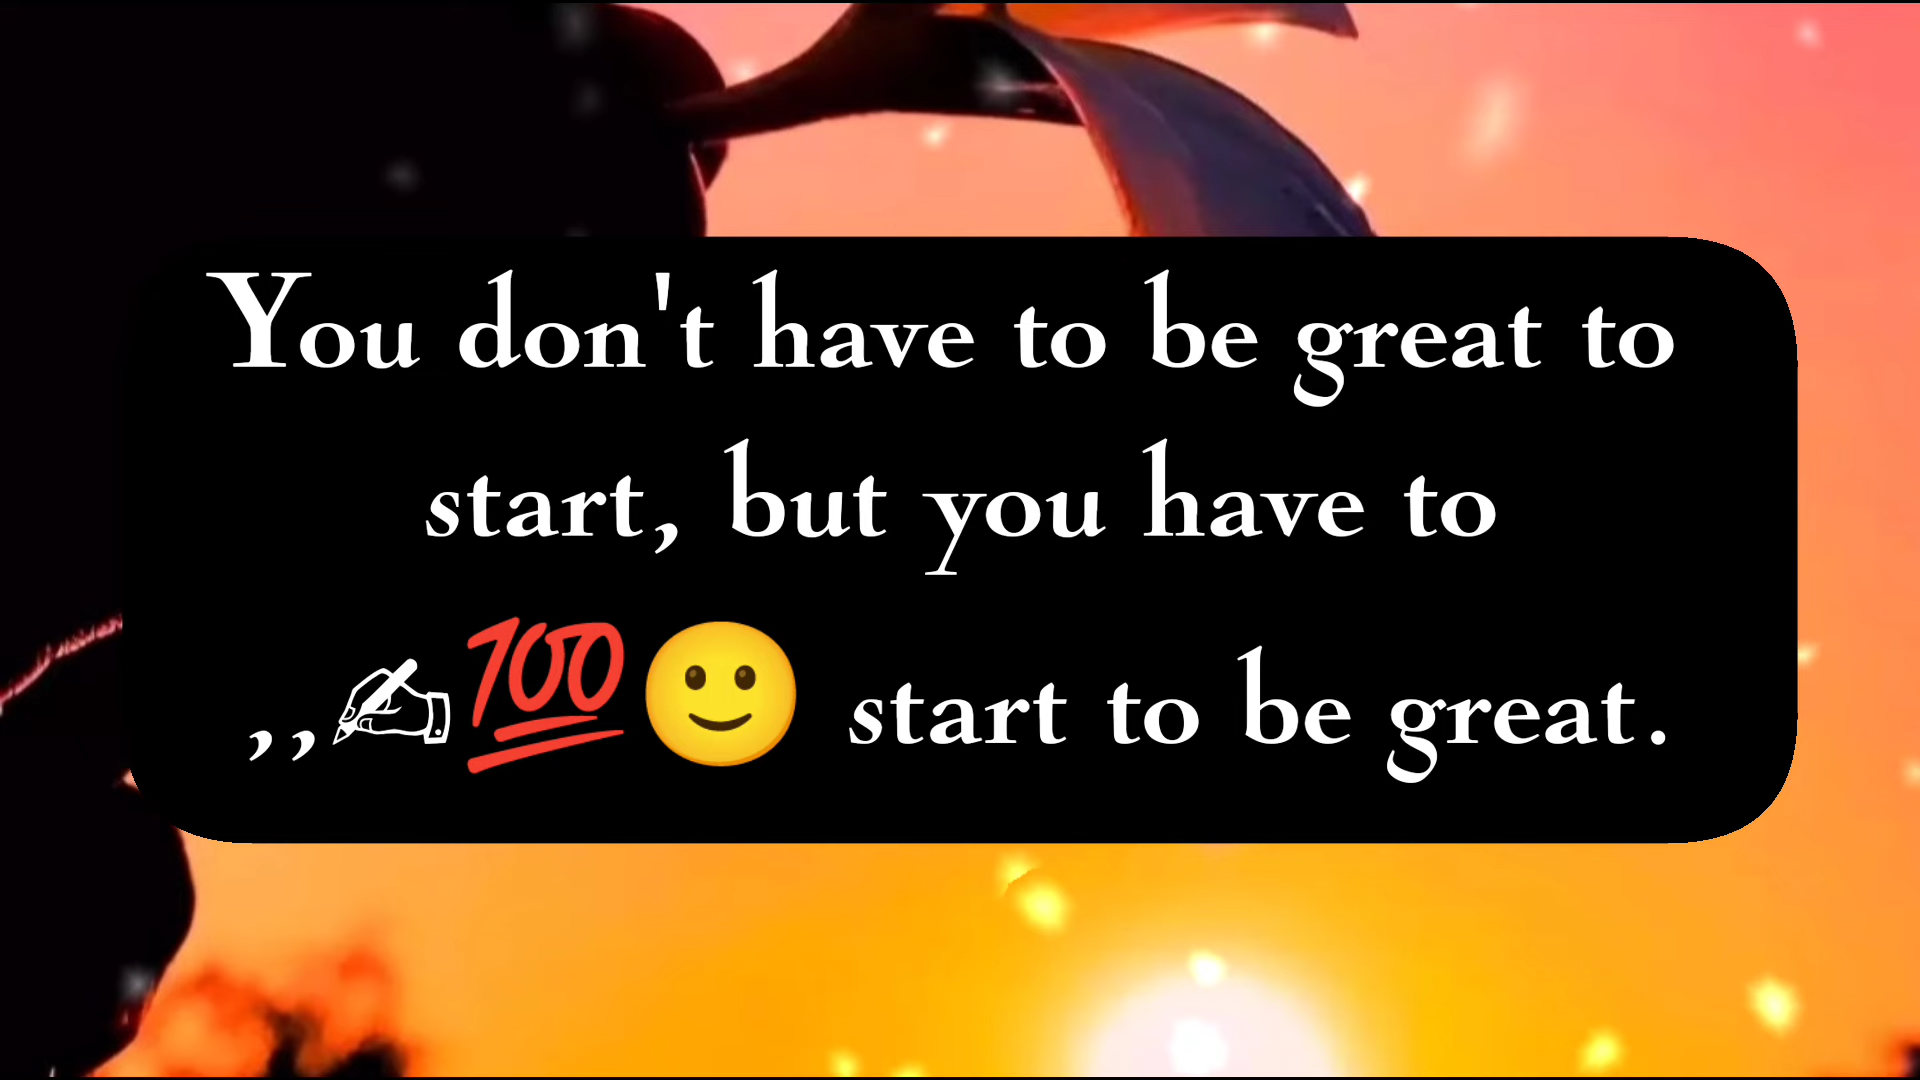 You don't have to be great to
start, but you have to
,,✍💯🙂 start to be great.